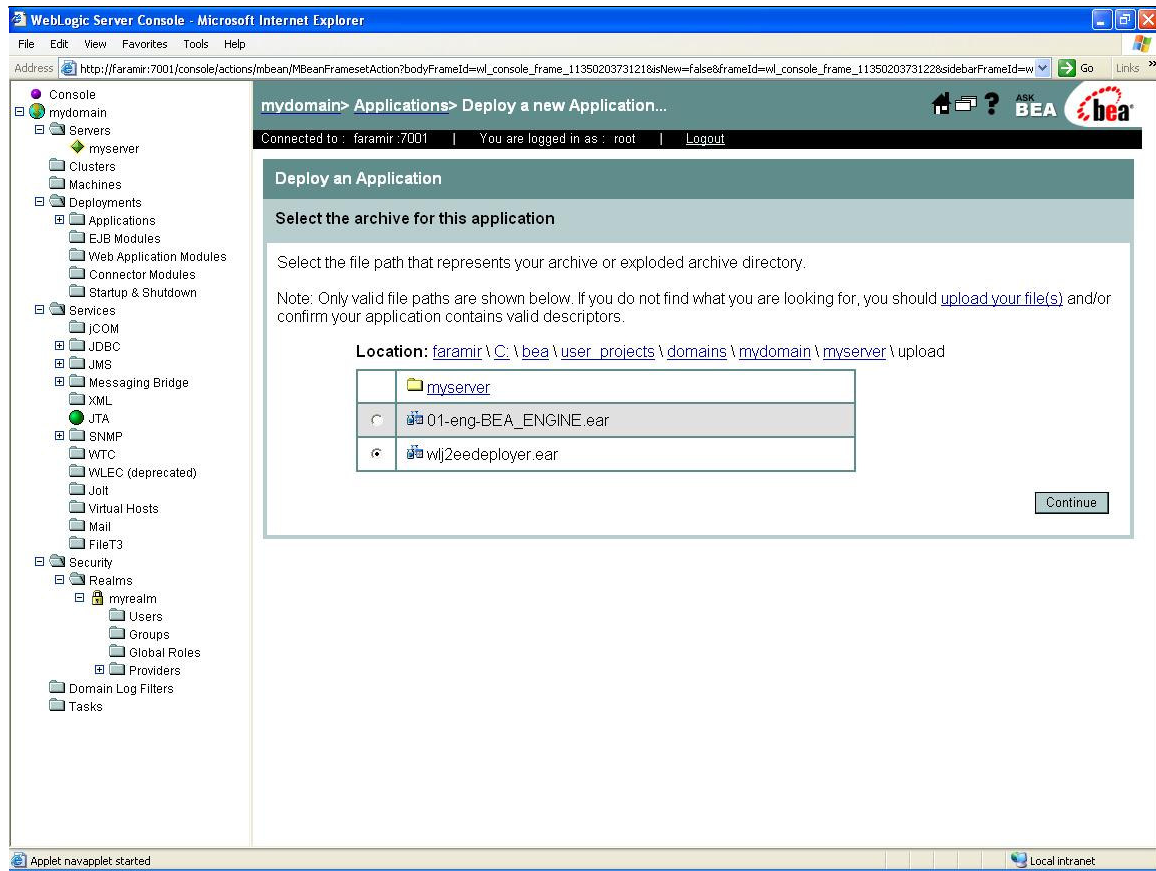 WebLogic Server Console - Microsoft Internet Explorer
File Edit View Favorites Tools Help
Address http://faramir:7001/console/actions/mbean/MBeanFramesetAction?bodyFrameId=wl_console_frame_1135020373121&isNew=false&frameId=wl_console_frame_1135020373122&sidebarFrameId=w Go Links »
Console
mydomain
Servers
myserver
Clusters
Machines
Deployments
Applications
EJB Modules
Web Application Modules
Connector Modules
Startup & Shutdown
Services
jCOM
JDBC
JMS
Messaging Bridge
XML
JTA
SNMP
WTC
WLEC (deprecated)
Jolt
Virtual Hosts
Mail
FileT3
Security
Realms
myrealm
Users
Groups
Global Roles
Providers
Domain Log Filters
Tasks
mydomain> Applications> Deploy a new Application...
? ASK BEA bea
Connected to : faramir :7001 | You are logged in as : root | Logout
Deploy an Application
Select the archive for this application
Select the file path that represents your archive or exploded archive directory.
Note: Only valid file paths are shown below. If you do not find what you are looking for, you should upload your file(s) and/or
confirm your application contains valid descriptors.
Location: faramir \ C: \ bea \ user_projects \ domains \ mydomain \ myserver \ upload
myserver
01-eng-BEA_ENGINE.ear
wlj2eedeployer.ear
Continue
Applet navapplet started
Local intranet